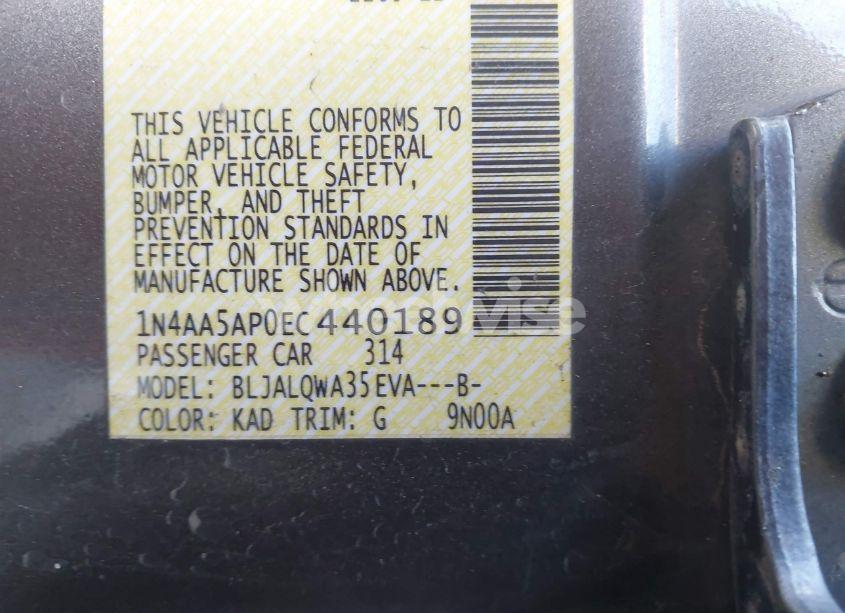 THIS VEHICLE CONFORMS TO
ALL APPLICABLE FEDERAL
MOTOR VEHICLE SAFETY,
BUMPER, AND THEFT
PREVENTION STANDARDS IN
EFFECT ON THE DATE OF
MANUFACTURE SHOWN ABOVE.
1N4AA5AP0EC440189
PASSENGER CAR 314
MODEL: BLJALQWA35EVA---B-
COLOR: KAD TRIM: G 9N00A